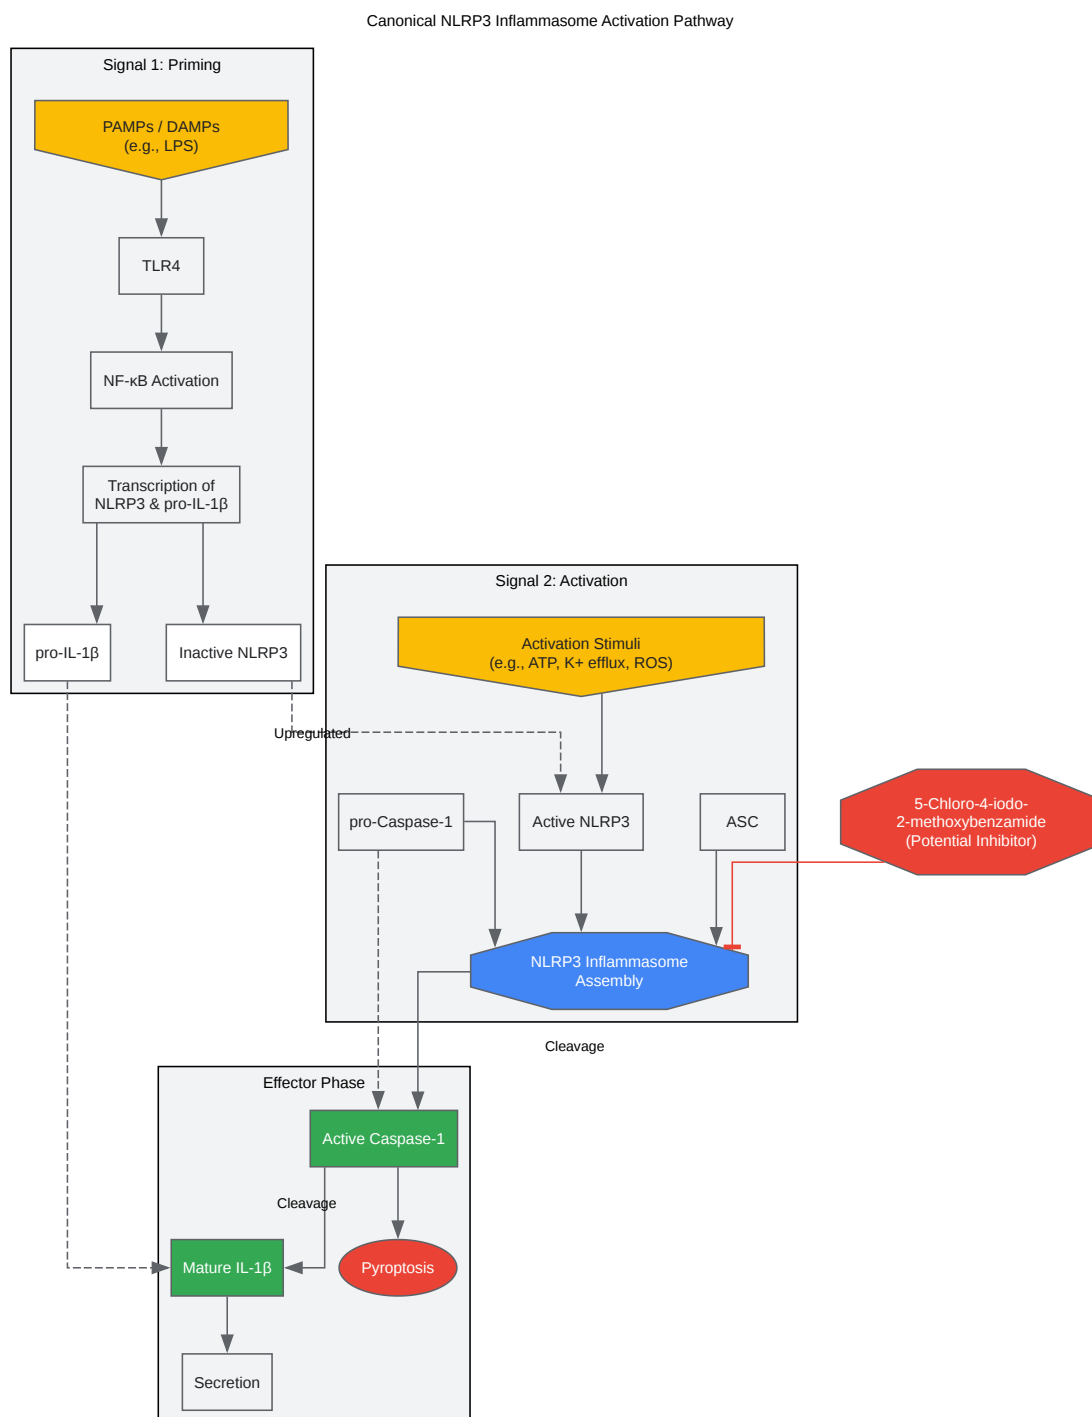 Canonical NLRP3 Inflammasome Activation Pathway
Signal 1: Priming
PAMPs / DAMPs
(e.g., LPS)
TLR4
NF-κB Activation
Transcription of
NLRP3 & pro-IL-1β
pro-IL-1β
Inactive NLRP3
Signal 2: Activation
Activation Stimuli
(e.g., ATP, K+ efflux, ROS)
Upregulated
pro-Caspase-1
Active NLRP3
ASC
5-Chloro-4-iodo-
2-methoxybenzamide
(Potential Inhibitor)
NLRP3 Inflammasome
Assembly
Cleavage
Effector Phase
Active Caspase-1
Cleavage
Mature IL-1β
Pyroptosis
Secretion